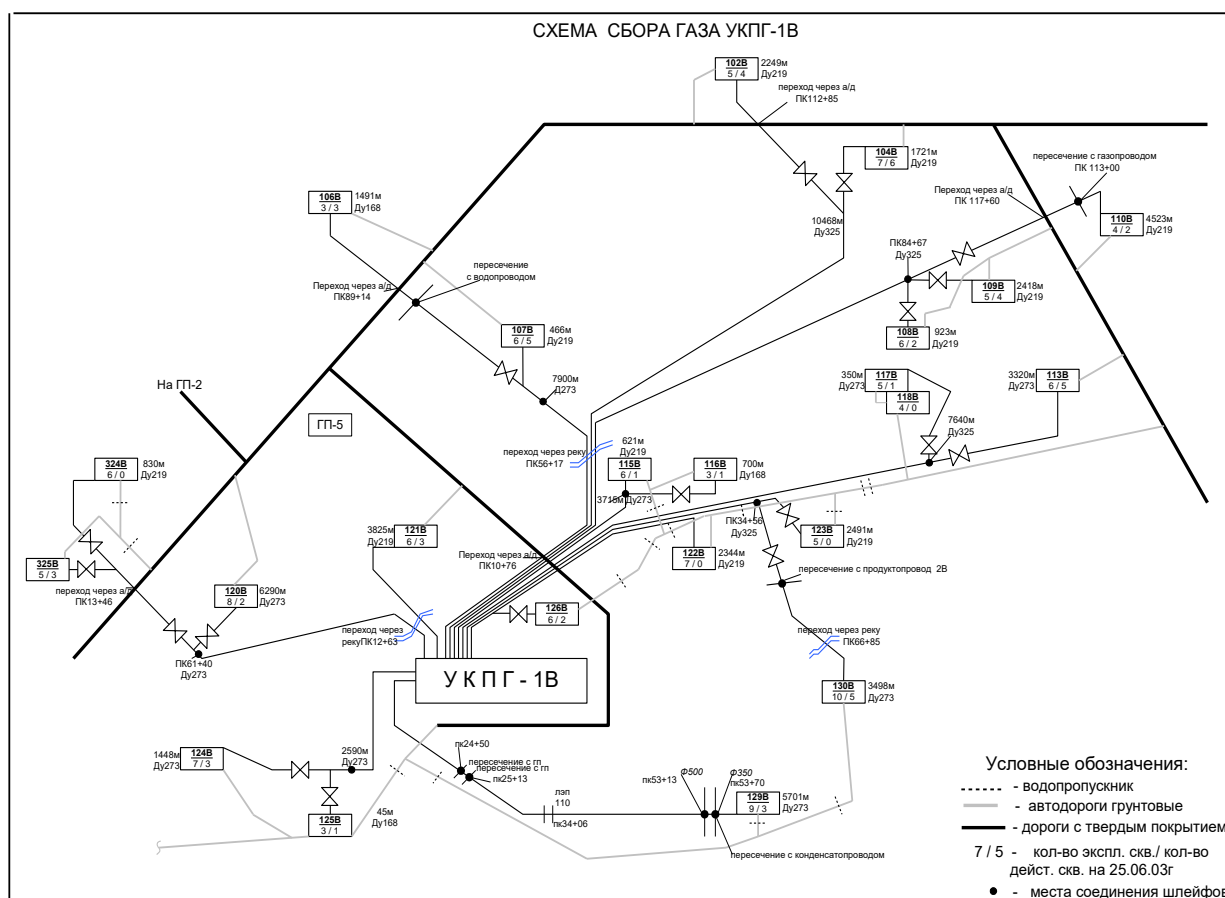 СХЕМА СБОРА ГАЗА УКПГ-1В
102В
5 / 4
2249м
Ду219
переход через а/д
ПК112+85
104В
7 / 6
1721м
Ду219
пересечение с газопроводом
ПК 113+00
106В
3 / 3
1491м
Ду168
Переход через а/д
ПК 117+60
110В
4 / 2
4523м
Ду219
10468м
Ду325
ПК84+67
Ду325
пересечение
с водопроводом
Переход через а/д
ПК89+14
109В
5 / 4
2418м
Ду219
107В
6 / 5
466м
Ду219
108В
6 / 2
923м
Ду219
На ГП-2
7900м
Д273
350м
Ду273
117В
5 / 1
118В
4 / 0
3320м
Ду273
113В
6 / 5
ГП-5
7640м
Ду325
переход через реку
ПК56+17
621м
Ду219
115В
6 / 1
116В
3 / 1
700м
Ду168
324В
6 / 0
830м
Ду219
3715м Ду273
ПК34+56
Ду325
3825м
Ду219
121В
6 / 3
123В
5 / 0
2491м
Ду219
Переход через а/д
ПК10+76
122В
7 / 0
2344м
Ду219
325В
5 / 3
пересечение с продуктопровод 2В
переход через а/д
ПК13+46
120В
8 / 2
6290м
Ду273
126В
6 / 2
переход через
рекуПК12+63
переход через реку
ПК66+85
ПК61+40
Ду273
У К П Г - 1В
130В
10 / 5
3498м
Ду273
1448м
Ду273
124В
7 / 3
2590м
Ду273
пк24+50
пересечение с гп
пересечение с гп
пк25+13
125В
3 / 1
45м
Ду168
лэп
110
пк34+06
пк53+13
Ф500
Ф350
пк53+70
129В
9 / 3
5701м
Ду273
пересечение с конденсатопроводом
Условные обозначения:
- водопропускник
- автодороги грунтовые
- дороги с твердым покрытием
7 / 5 - кол-во экспл. скв./ кол-во
дейст. скв. на 25.06.03г
- места соединения шлейфов